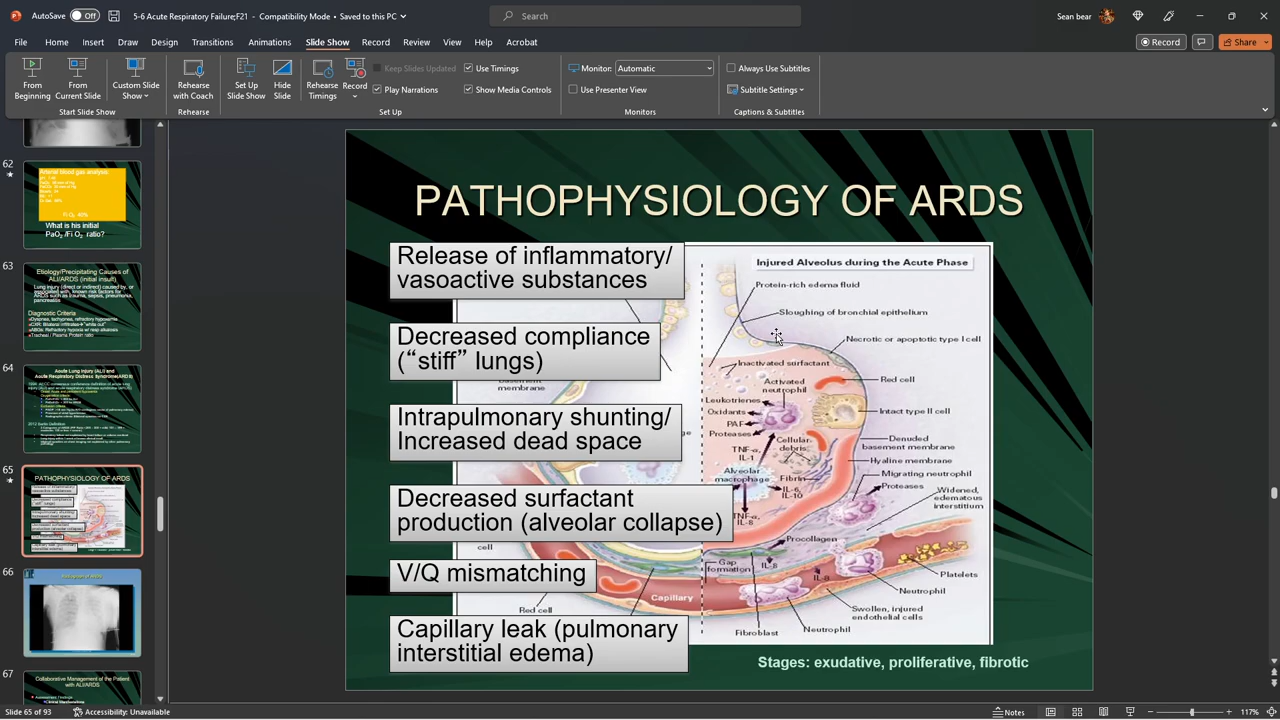 AutoSave Off 5-6 Acute Respiratory Failure;F21 - Compatibility Mode • Saved to this PC Search Sean bear
File Home Insert Draw Design Transitions Animations Slide Show Record Review View Help Acrobat Record Share
From Beginning
From Current Slide
Custom Slide Show
Rehearse with Coach
Set Up Slide Show
Hide Slide
Rehearse Timings
Record
Keep Slides Updated
Play Narrations
Use Timings
Show Media Controls
Monitor: Automatic
Use Presenter View
Always Use Subtitles
Subtitle Settings
Start Slide Show Rehearse Set Up Monitors Captions & Subtitles
62
Arterial blood gas analysis
What is his initial
PaO2 /Fi O2 ratio?
63
Etiology/Precipitating Causes of
ALI/ARDS (initial insult)
Diagnostic Criteria
64
Acute Lung Injury (ALI) and
Acute Respiratory Distress Syndrome(ARDS)
65
PATHOPHYSIOLOGY OF ARDS
66
67
Collaborative Management of the Patient
with ALI/ARDS
PATHOPHYSIOLOGY OF ARDS
Release of inflammatory/
vasoactive substances
Decreased compliance
(“stiff” lungs)
Intrapulmonary shunting/
Increased dead space
Decreased surfactant
production (alveolar collapse)
V/Q mismatching
Capillary leak (pulmonary
interstitial edema)
Injured Alveolus during the Acute Phase
Protein-rich edema fluid
Sloughing of bronchial epithelium
Necrotic or apoptotic type I cell
Inactivated surfactant
Red cell
Activated
neutrophil
Leukotrienes
Oxidants
PAF
Proteases
Intact type II cell
Cellular
debris
Denuded
basement membrane
TNF-α,
IL-1
Hyaline membrane
Alveolar
macrophage
Fibrin
Migrating neutrophil
Proteases
IL-6,
IL-10
Widened,
edematous
interstitium
TNF-α,
IL-8
Procollagen
Gap
formation
IL-8
IL-8
Platelets
Neutrophil
Capillary
Swollen, injured
endothelial cells
Fibroblast
Neutrophil
membrane
cell
Red cell
Stages: exudative, proliferative, fibrotic
Slide 65 of 93 Accessibility: Unavailable Notes 117%